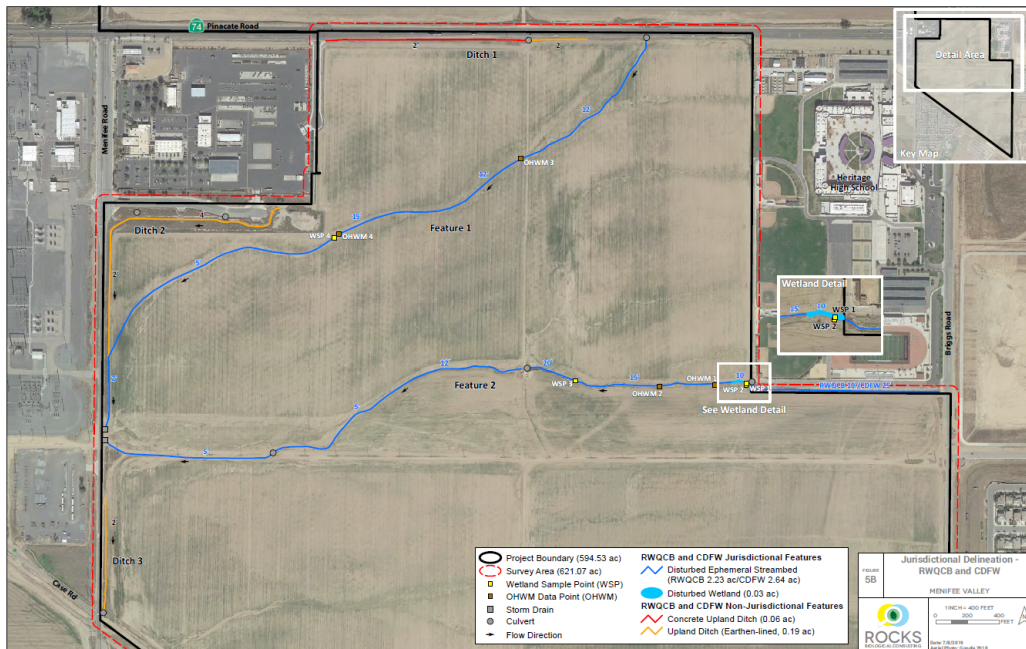 74
Pinacate Road
2'
Ditch 1
2
Detail Area
Key Map
Menifee Road
12'
OHWM 3
12'
Heritage
High School
15'
WSP 4
OHWM 4
Feature 1
4
Ditch 2
5'
2'
Wetland Detail
15'
10'
WSP 1
WSP 2
Briggs Road
12'
Feature 2
WSP 3
15'
OHWM 2
10'
WSP 2
WSP 1
RWQCB 10'/CDFW 25'
See Wetland Detail
5'
5'
2
Ditch 3
Case Rd
Project Boundary (594.53 ac)
Survey Area (621.07 ac)
Wetland Sample Point (WSP)
OHWM Data Point (OHWM)
Storm Drain
Culvert
Flow Direction
RWQCB and CDFW Jurisdictional Features
Disturbed Ephemeral Streambed
(RWQCB 2.23 ac/CDFW 2.64 ac)
Disturbed Wetland (0.03 ac)
RWQCB and CDFW Non-Jurisdictional Features
Concrete Upland Ditch (0.06 ac)
Upland Ditch (Earthen-lined, 0.19 ac)
FIGURE
5B
Jurisdictional Delineation -
RWQCB and CDFW
MENIFEE VALLEY
ROCKS
BIOLOGICAL CONSULTING
1 INCH = 400 FEET
0 200 400
Feet